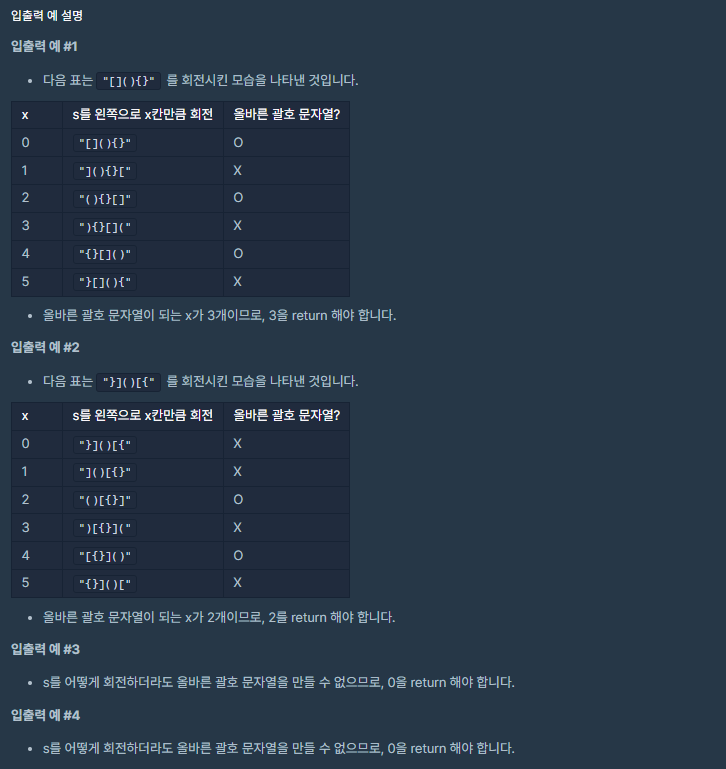 입출력 예 설명
입출력 예 #1
• 다음 표는 "[](){}" 를 회전시킨 모습을 나타낸 것입니다.
x s를 왼쪽으로 x칸만큼 회전 올바른 괄호 문자열?
0 "[](){}" O
1 "](){}[" X
2 "(){}[]" O
3 "){}[](" X
4 "{}[]()" O
5 "}[](){" X
• 올바른 괄호 문자열이 되는 x가 3개이므로, 3을 return 해야 합니다.
입출력 예 #2
• 다음 표는 "}]()[{" 를 회전시킨 모습을 나타낸 것입니다.
x s를 왼쪽으로 x칸만큼 회전 올바른 괄호 문자열?
0 "}]()[{" X
1 "]()[{}" X
2 "()[{}]" O
3 ")[{}](" X
4 "[{}]()" O
5 "{}]()[" X
• 올바른 괄호 문자열이 되는 x가 2개이므로, 2를 return 해야 합니다.
입출력 예 #3
• s를 어떻게 회전하더라도 올바른 괄호 문자열을 만들 수 없으므로, 0을 return 해야 합니다.
입출력 예 #4
• s를 어떻게 회전하더라도 올바른 괄호 문자열을 만들 수 없으므로, 0을 return 해야 합니다.